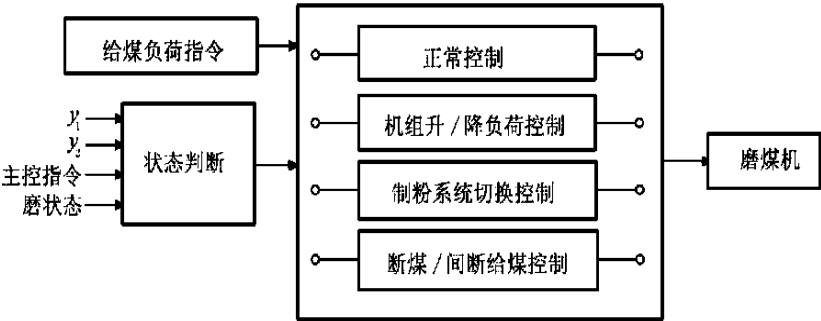 给煤负荷指令
y₁
y₂
主控指令
磨状态
状态判断
正常控制
机组升/降负荷控制
制粉系统切换控制
断煤/间断给煤控制
磨煤机